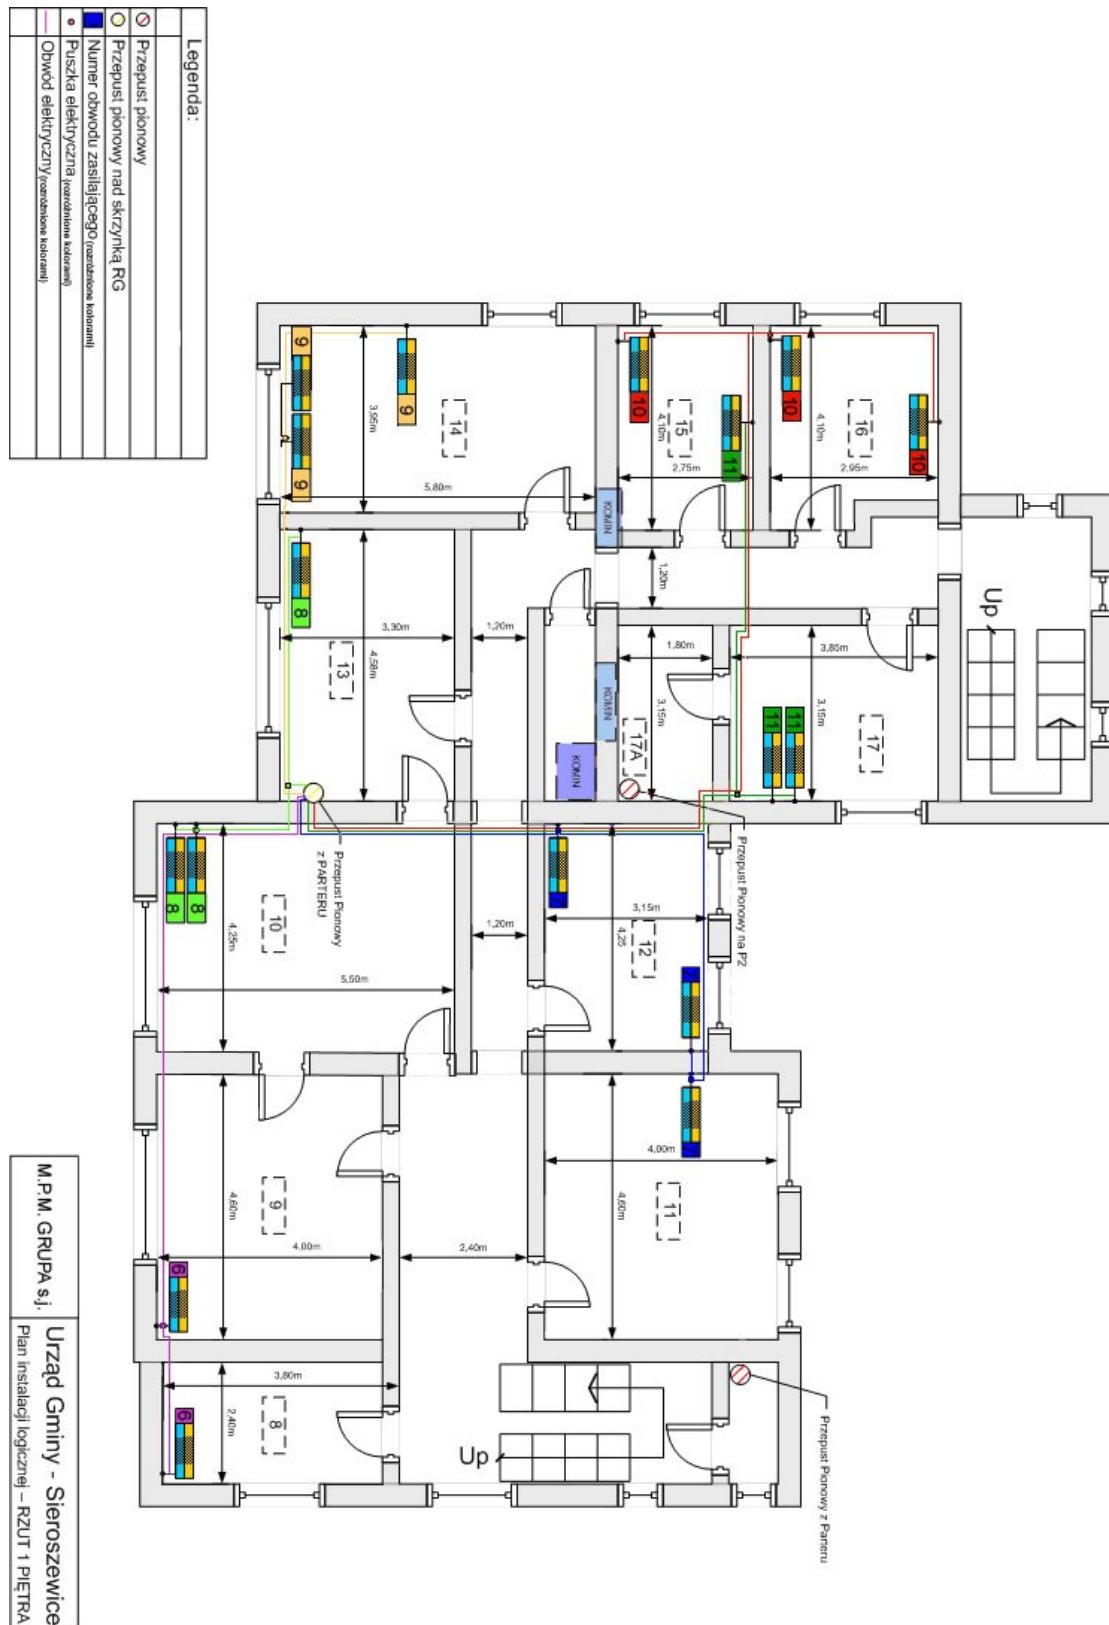 Legenda:
Przepust pionowy
Przepust pionowy nad skrzynką RG
Numer obwodu zasilającego (rozróżnione kolorami)
Puszka elektryczna (rozróżnione kolorami)
Obwód elektryczny (rozróżnione kolorami)
9
9
9
3,95m
14
5,80m
KOMIN
10
4,10m
15
11
2,75m
10
4,10m
16
10
2,95m
8
3,30m
4,58m
13
1,20m
1,20m
Up
1,80m
3,15m
17A
KOMIN
KOMIN
3,85m
3,15m
17
11
11
Przepust Pionowy
z PARTERU
Przepust Pionowy na P2
8
8
4,25m
10
5,50m
1,20m
7
3,15m
4,25
12
7
7
4,00m
4,60m
11
4,60m
9
4,00m
2,40m
6
3,80m
2,40m
8
6
Up
Przepust Pionowy z Parteru
M.P.M. GRUPA s.j.
Urząd Gminy - Sieroszewice
Plan instalacji logicznej – RZUT 1 PIĘTRA